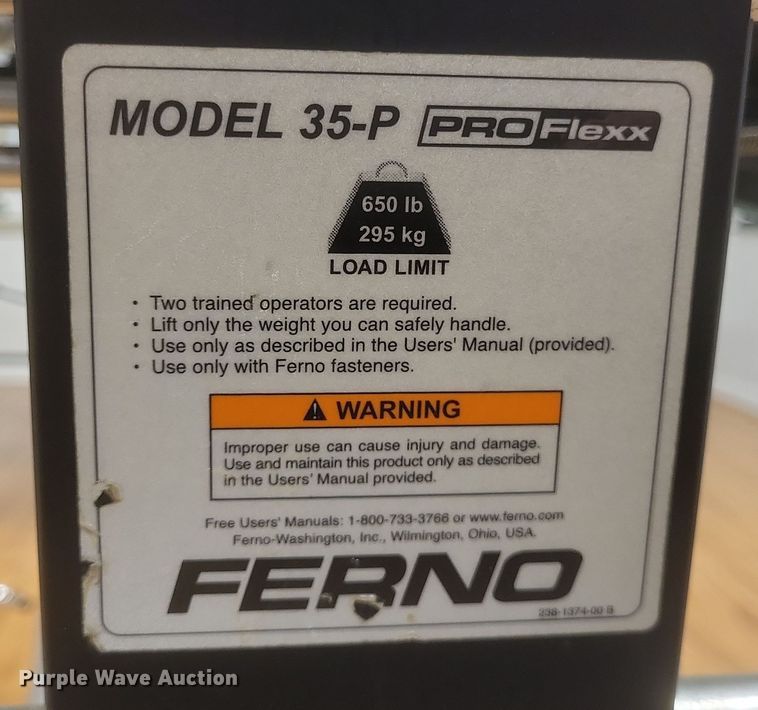 MODEL 35-P PROFlexx
650 lb
295 kg
LOAD LIMIT
• Two trained operators are required.
• Lift only the weight you can safely handle.
• Use only as described in the Users' Manual (provided).
• Use only with Ferno fasteners.
⚠ WARNING
Improper use can cause injury and damage.
Use and maintain this product only as described
in the Users' Manual provided.
Free Users' Manuals: 1-800-733-3766 or www.ferno.com
Ferno-Washington, Inc., Wilmington, Ohio, USA.
FERNO
238-1374-00 B
Purple Wave Auction